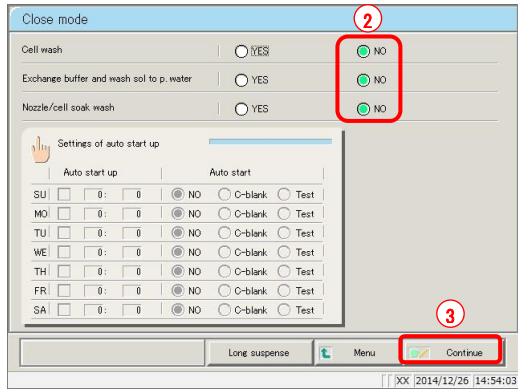 Close mode
②
Cell wash YES NO
Exchange buffer and wash sol to p. water YES NO
Nozzle/cell soak wash YES NO
Settings of auto start up
Auto start up Auto start
SU 0: 0 NO C-blank Test
MO 0: 0 NO C-blank Test
TU 0: 0 NO C-blank Test
WE 0: 0 NO C-blank Test
TH 0: 0 NO C-blank Test
FR 0: 0 NO C-blank Test
SA 0: 0 NO C-blank Test
③
Long suspense Menu Continue
XX 2014/12/26 14:54:03